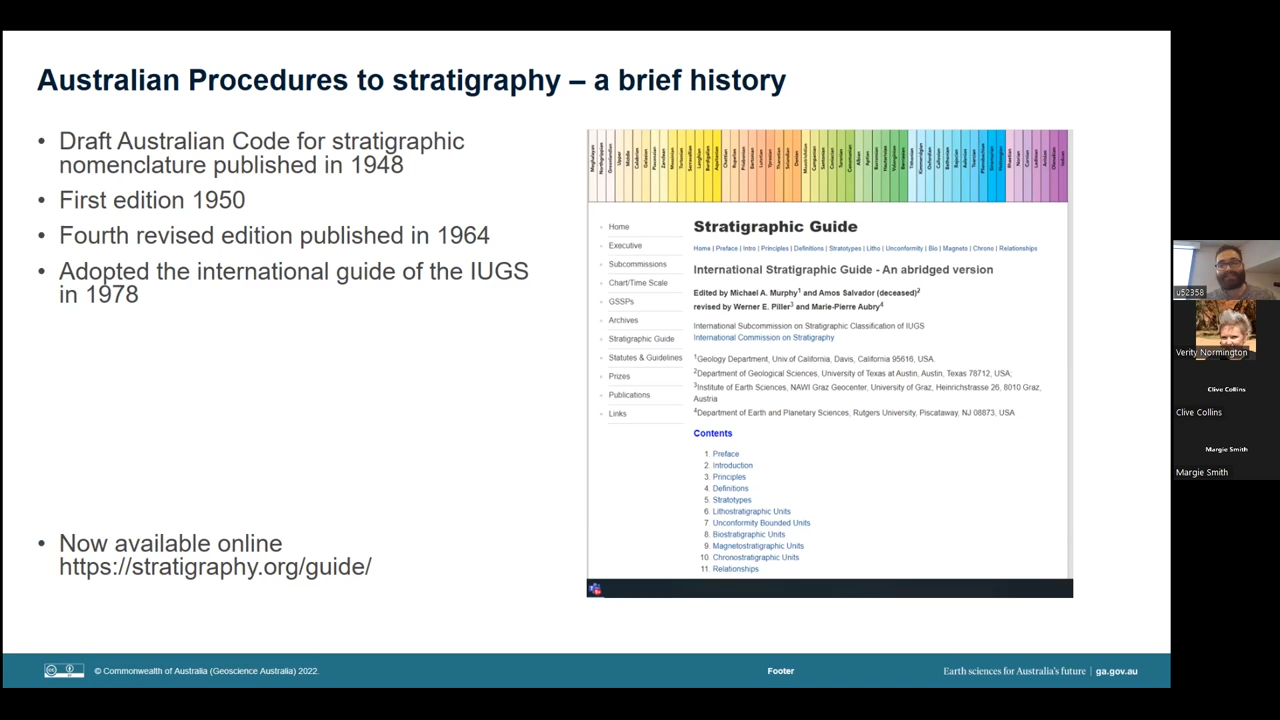 Australian Procedures to stratigraphy – a brief history
• Draft Australian Code for stratigraphic
nomenclature published in 1948
• First edition 1950
• Fourth revised edition published in 1964
• Adopted the international guide of the IUGS
in 1978
• Now available online
https://stratigraphy.org/guide/
Home
Executive
Subcommissions
Chart/Time Scale
GSSPs
Archives
Stratigraphic Guide
Statutes & Guidelines
Prizes
Publications
Links
Stratigraphic Guide
Home | Preface | Intro | Principles | Definitions | Stratotypes | Litho | Unconformity | Bio | Magneto | Chrono | Relationships
International Stratigraphic Guide - An abridged version
Edited by Michael A. Murphy1 and Amos Salvador (deceased)2
revised by Werner E. Piller3 and Marie-Pierre Aubry4
International Subcommission on Stratigraphic Classification of IUGS
International Commission on Stratigraphy
1Geology Department, Univ.of California, Davis, California 95616, USA.
2Department of Geological Sciences, University of Texas at Austin, Austin, Texas 78712, USA;
3Institute of Earth Sciences, NAWI Graz Geocenter, University of Graz, Heinrichstrasse 26, 8010 Graz,
Austria
4Department of Earth and Planetary Sciences, Rutgers University, Piscataway, NJ 08873, USA
Contents
1. Preface
2. Introduction
3. Principles
4. Definitions
5. Stratotypes
6. Lithostratigraphic Units
7. Unconformity Bounded Units
8. Biostratigraphic Units
9. Magnetostratigraphic Units
10. Chronostratigraphic Units
11. Relationships
© Commonwealth of Australia (Geoscience Australia) 2022.
Footer
Earth sciences for Australia's future | ga.gov.au
u52358
Verity Normington
Clive Collins
Clive Collins
Margie Smith
Margie Smith